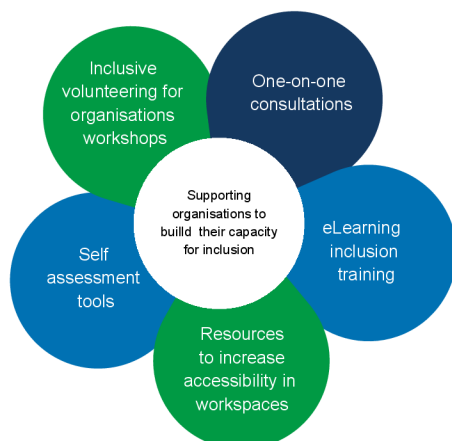 Inclusive
volunteering for
organisations
workshops
One-on-one
consultations
Supporting
organisations to
builld their capacity
for inclusion
eLearning
inclusion
training
Self
assessment
tools
Resources
to increase
accessibility in
workspaces